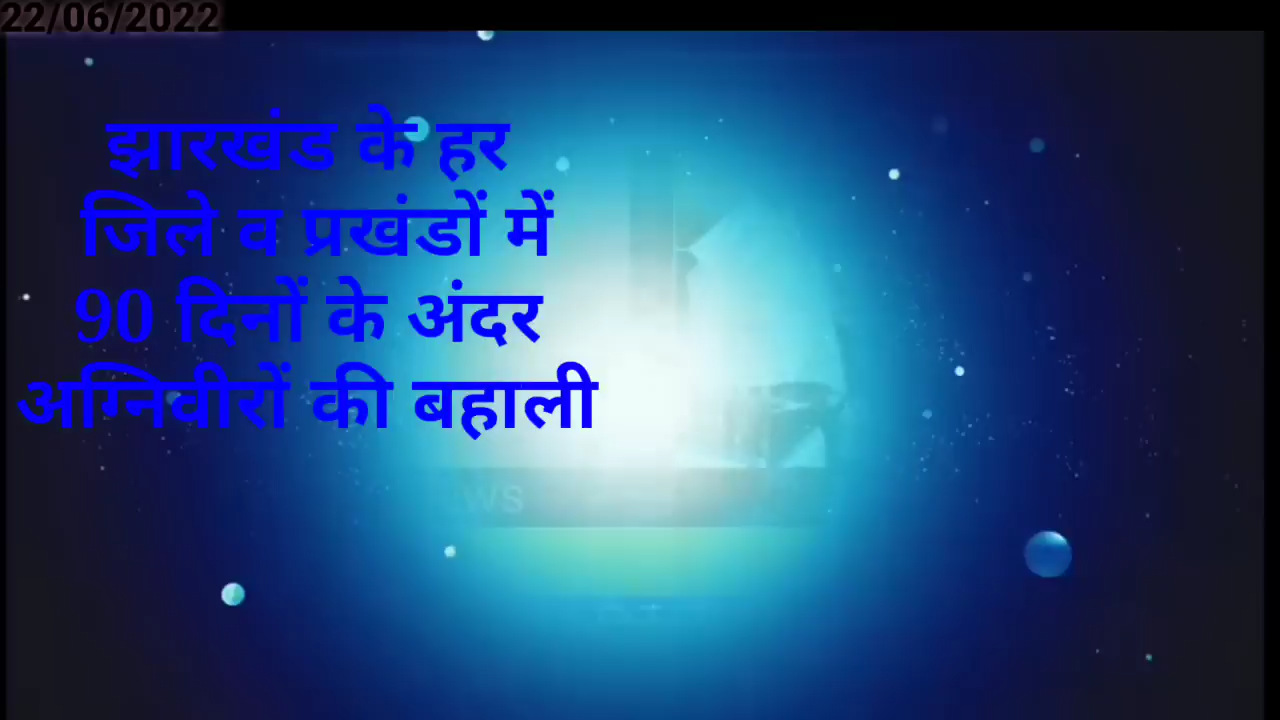 22/06/2022
झारखंड के हर
जिले व प्रखंडों में
90 दिनों के अंदर
अग्निवीरों की बहाली